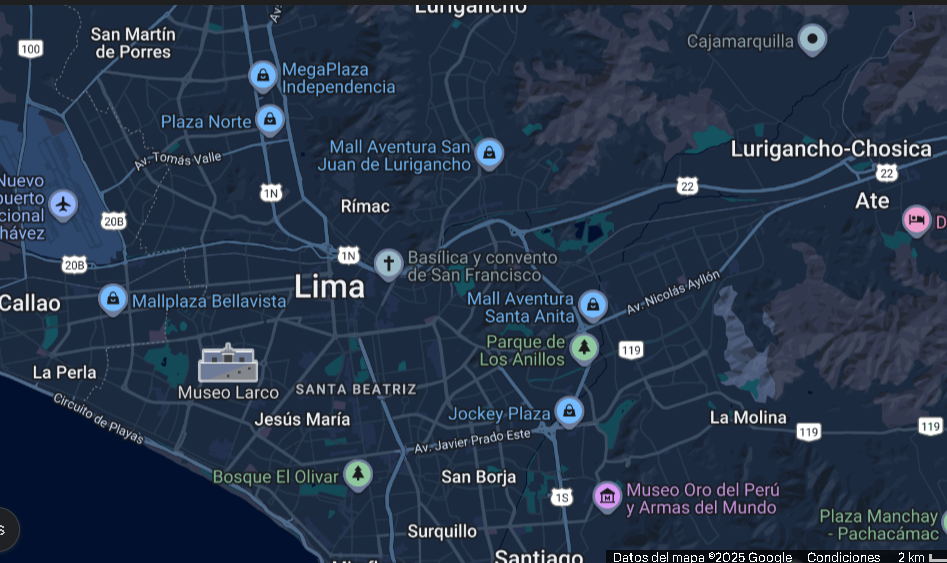 Lurigancho
Av.
100
San Martín
de Porres
Cajamarquilla
MegaPlaza
Independencia
Plaza Norte
Av. Tomás Valle
Mall Aventura San
Juan de Lurigancho
Lurigancho-Chosica
22
22
Nuevo
puerto
cional
hávez
1N
Rímac
Ate
20B
D
20B
1N
Basílica y convento
de San Francisco
Lima
Callao
Mallplaza Bellavista
Mall Aventura
Santa Anita
Av. Nicolás Ayllón
Parque de
Los Anillos
119
La Perla
Museo Larco
SANTA BEATRIZ
Circuito de Playas
Jesús María
Jockey Plaza
La Molina
119
119
Av. Javier Prado Este
Bosque El Olivar
San Borja
1S
Museo Oro del Perú
y Armas del Mundo
Plaza Manchay
- Pachacámac
s
Surquillo
Santiago
Datos del mapa ©2025 Google Condiciones 2 km